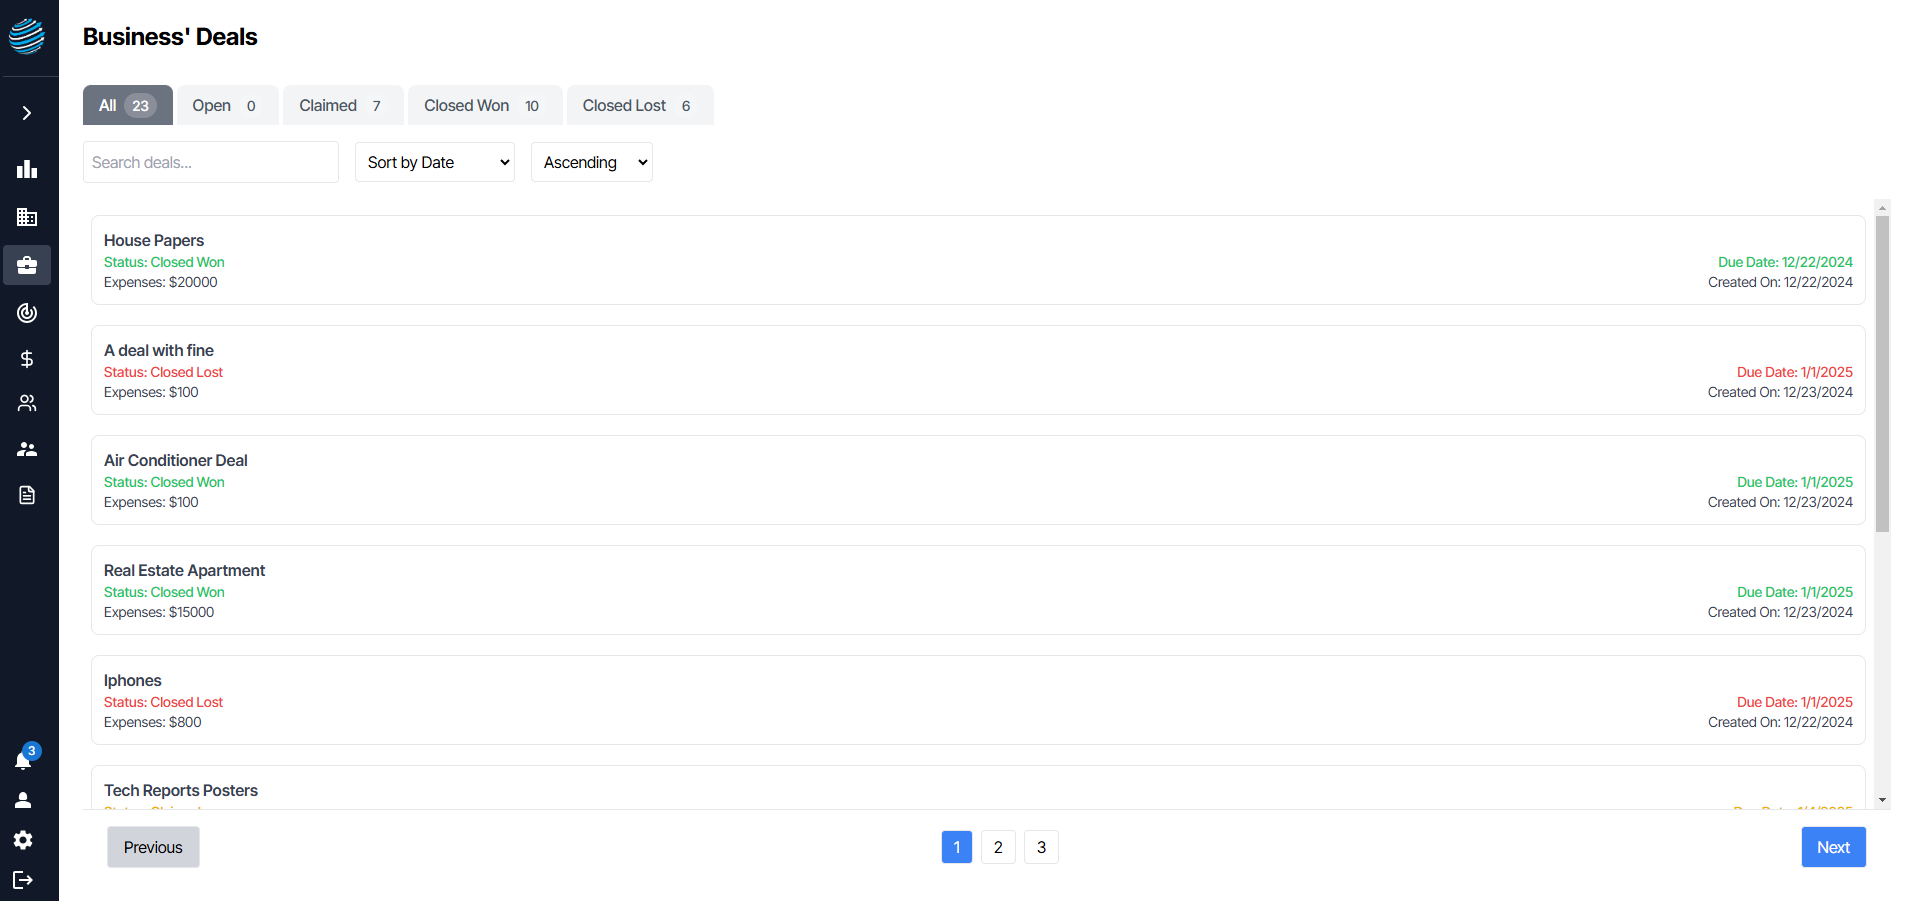 Business' Deals
All 23 Open 0 Claimed 7 Closed Won 10 Closed Lost 6
Search deals... Sort by Date Ascending
House Papers
Status: Closed Won Due Date: 12/22/2024
Expenses: $20000 Created On: 12/22/2024
A deal with fine
Status: Closed Lost Due Date: 1/1/2025
Expenses: $100 Created On: 12/23/2024
Air Conditioner Deal
Status: Closed Won Due Date: 1/1/2025
Expenses: $100 Created On: 12/23/2024
Real Estate Apartment
Status: Closed Won Due Date: 1/1/2025
Expenses: $15000 Created On: 12/23/2024
Iphones
Status: Closed Lost Due Date: 1/1/2025
Expenses: $800 Created On: 12/22/2024
Tech Reports Posters
3
Previous 1 2 3 Next